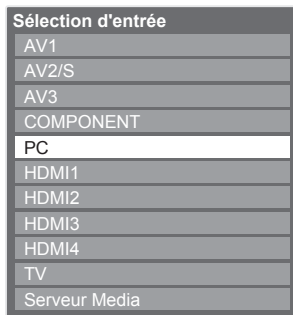 Sélection d'entrée
AV1
AV2/S
AV3
COMPONENT
PC
HDMI1
HDMI2
HDMI3
HDMI4
TV
Serveur Media